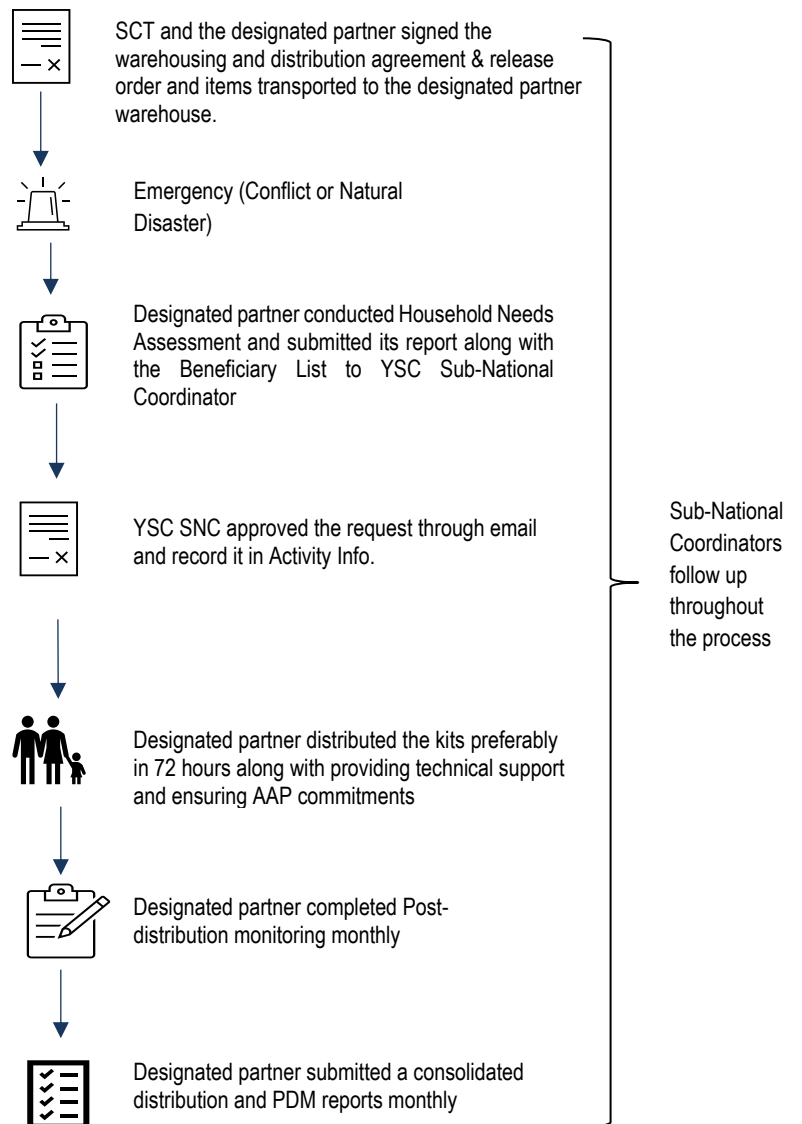 SCT and the designated partner signed the
warehousing and distribution agreement & release
order and items transported to the designated partner
warehouse.
Emergency (Conflict or Natural
Disaster)
Designated partner conducted Household Needs
Assessment and submitted its report along with
the Beneficiary List to YSC Sub-National
Coordinator
YSC SNC approved the request through email
and record it in Activity Info.
Sub-National
Coordinators
follow up
throughout
the process
Designated partner distributed the kits preferably
in 72 hours along with providing technical support
and ensuring AAP commitments
Designated partner completed Post-
distribution monitoring monthly
Designated partner submitted a consolidated
distribution and PDM reports monthly